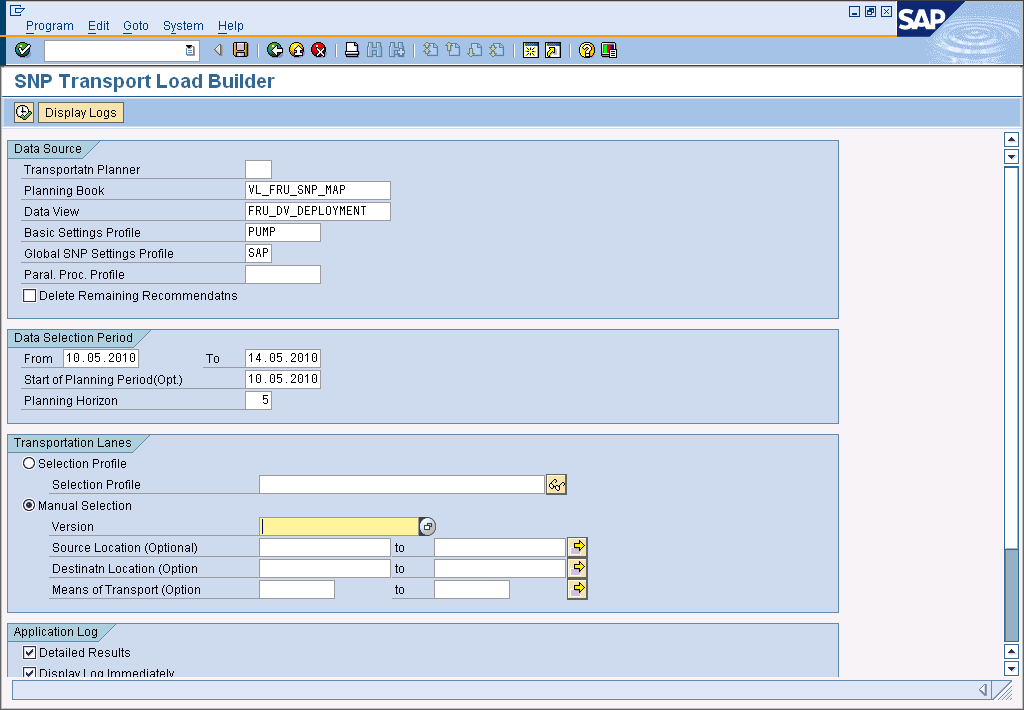 Program Edit Goto System Help
SAP
SNP Transport Load Builder
Display Logs
Data Source
Transportatn Planner
Planning Book VL_FRU_SNP_MAP
Data View FRU_DV_DEPLOYMENT
Basic Settings Profile PUMP
Global SNP Settings Profile SAP
Paral. Proc. Profile
Delete Remaining Recommendatns
Data Selection Period
From 10.05.2010 To 14.05.2010
Start of Planning Period(Opt.) 10.05.2010
Planning Horizon 5
Transportation Lanes
Selection Profile
Selection Profile
Manual Selection
Version
Source Location (Optional) to
Destinatn Location (Option to
Means of Transport (Option to
Application Log
Detailed Results
Display Log Immediately